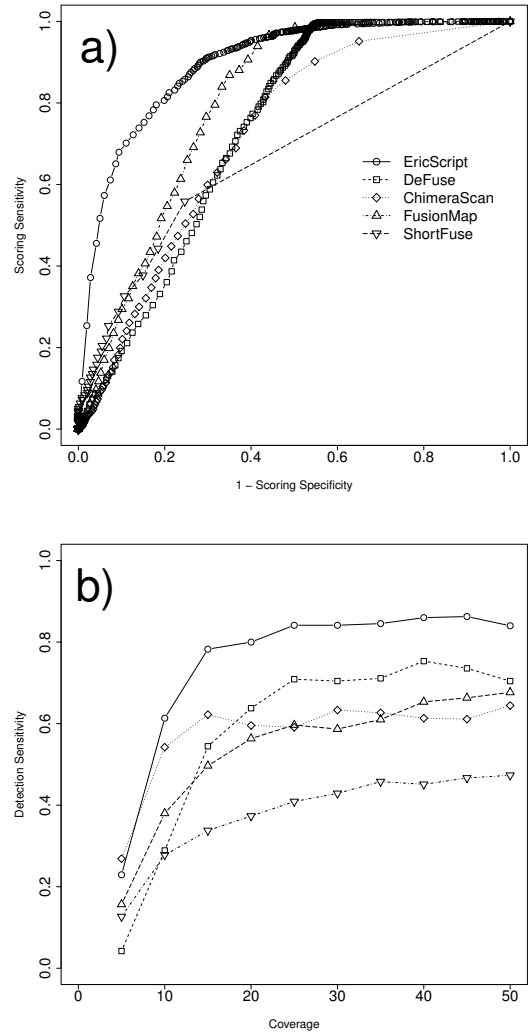 a)
Scoring Sensitivity
1.0
0.8
0.6
0.4
0.2
0.0
EricScript
DeFuse
ChimeraScan
FusionMap
ShortFuse
0.0 0.2 0.4 0.6 0.8 1.0
1 − Scoring Specificity
b)
Detection Sensitivity
1.0
0.8
0.6
0.4
0.2
0.0
0 10 20 30 40 50
Coverage